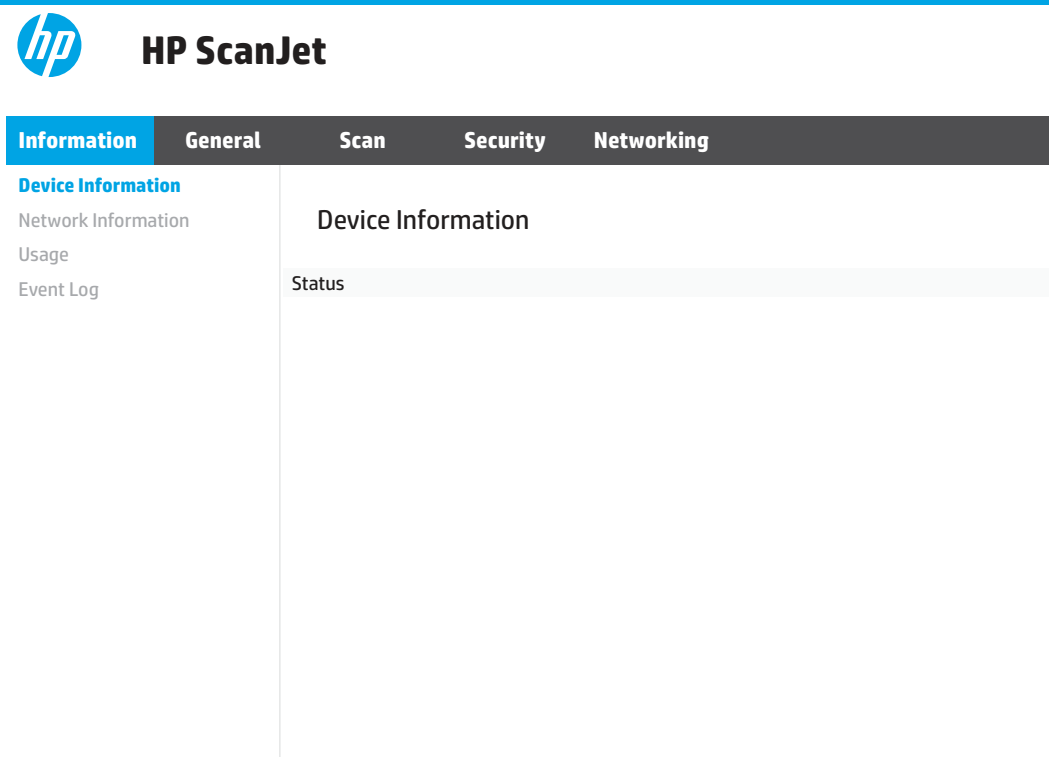 hp
HP ScanJet
Information General Scan Security Networking
Device Information
Network Information
Usage
Event Log
Device Information
Status